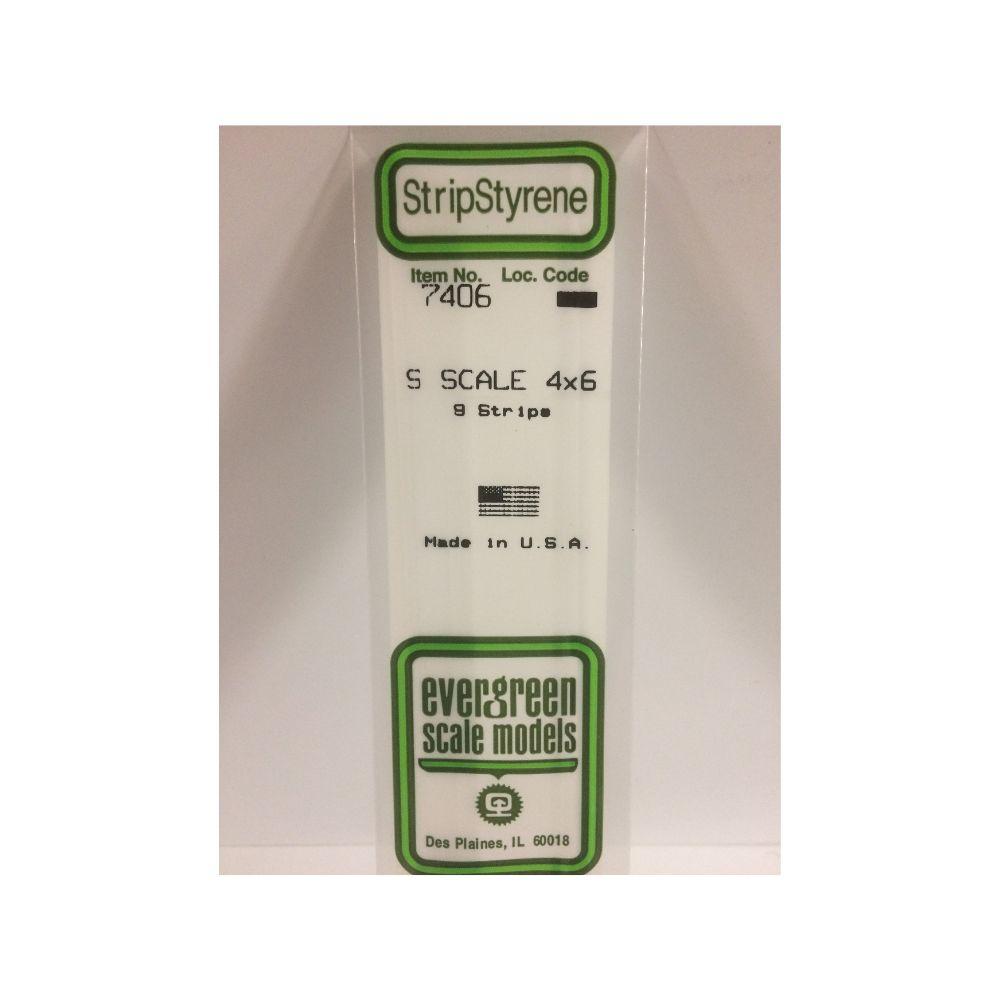 StripStyrene
Item No. Loc. Code
7406
S SCALE 4x6
9 Strips
Made in U.S.A.
evergreen
scale models
Des Plaines, IL 60018